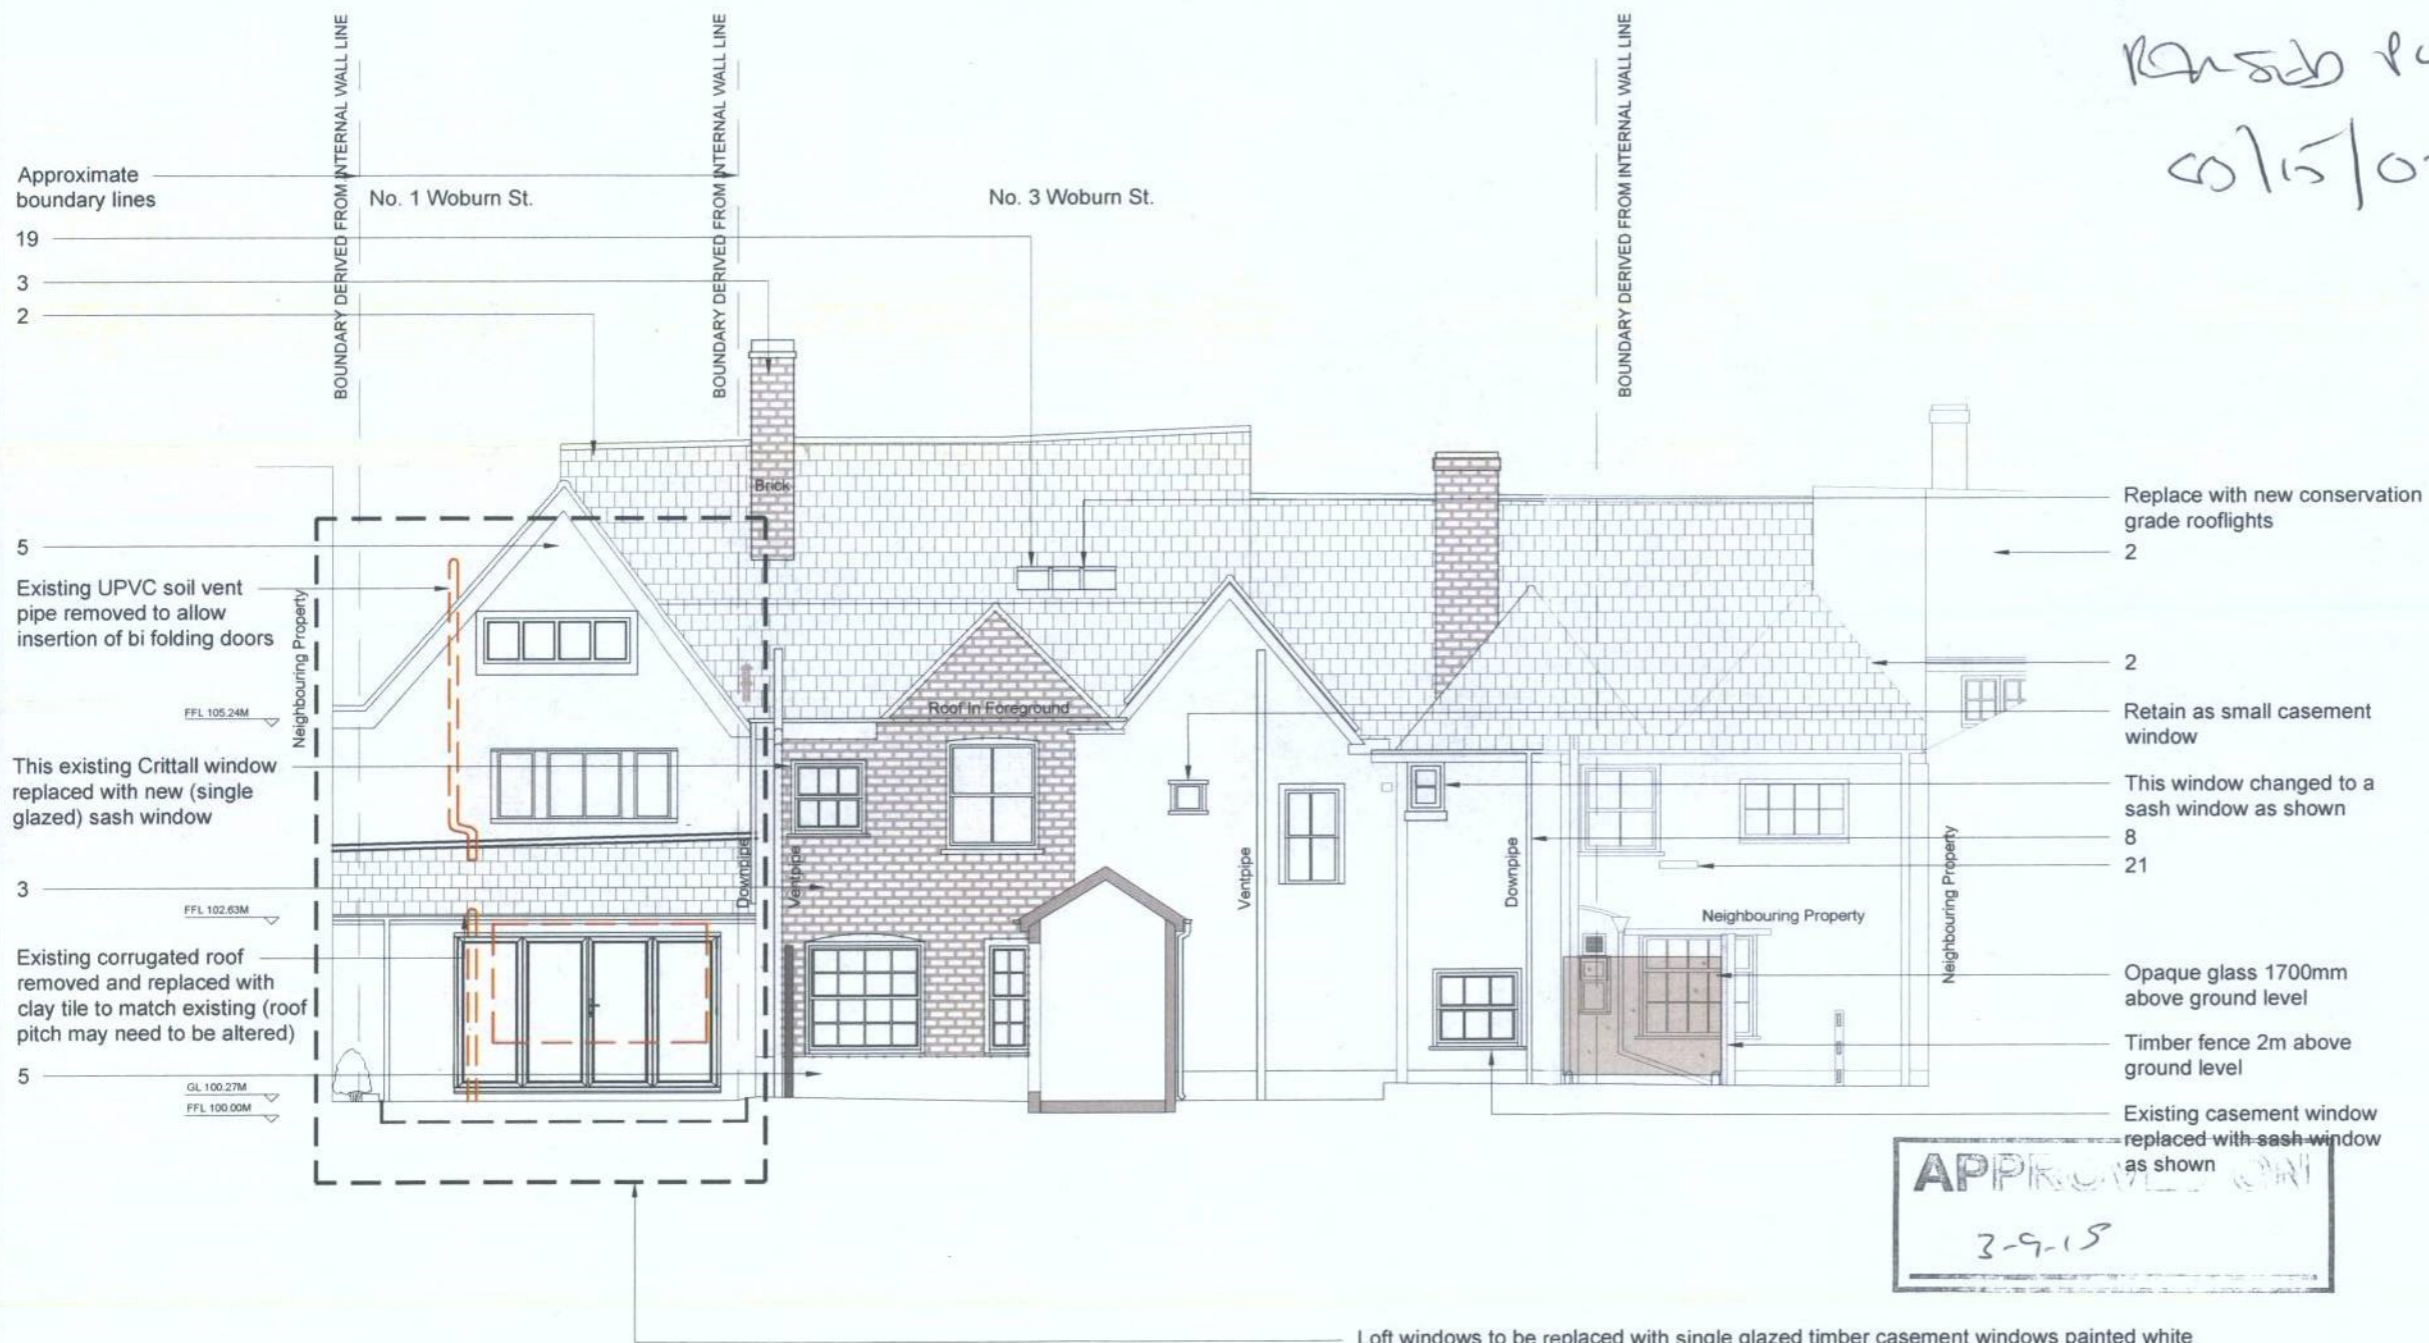 BOUNDARY DERIVED FROM INTERNAL WALL LINE
BOUNDARY DERIVED FROM INTERNAL WALL LINE
BOUNDARY DERIVED FROM INTERNAL WALL LINE
Approximate
boundary lines
No. 1 Woburn St.
No. 3 Woburn St.
19
3
2
Brick
5
Existing UPVC soil vent
pipe removed to allow
insertion of bi folding doors
Neighbouring Property
FFL 105.24M
Roof In Foreground
This existing Crittall window
replaced with new (single
glazed) sash window
3
FFL 102.63M
Downpipe
Ventpipe
Ventpipe
Downpipe
Existing corrugated roof
removed and replaced with
clay tile to match existing (roof
pitch may need to be altered)
5
GL 100.27M
FFL 100.00M
Replace with new conservation
grade rooflights
2
2
Retain as small casement
window
This window changed to a
sash window as shown
8
21
Neighbouring Property
Neighbouring Property
Opaque glass 1700mm
above ground level
Timber fence 2m above
ground level
Existing casement window
replaced with sash window
as shown
APPROVED ON
3-9-15
Loft windows to be replaced with single glazed timber casement windows painted white